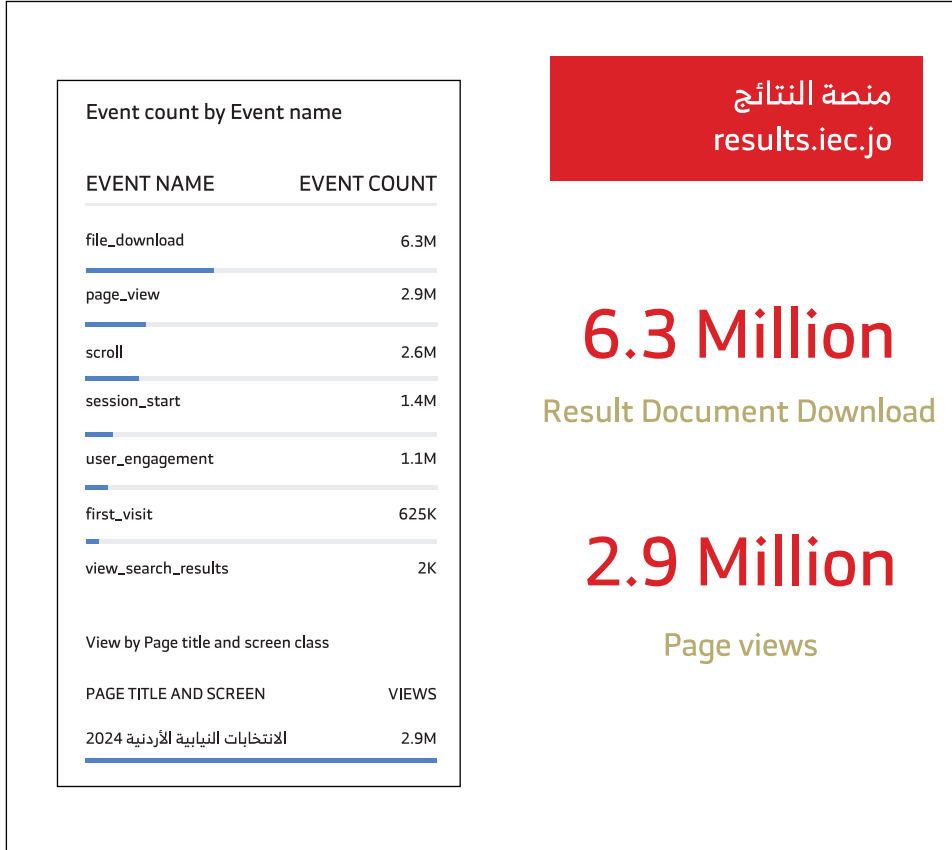 Event count by Event name
EVENT NAME EVENT COUNT
file_download 6.3M
page_view 2.9M
scroll 2.6M
session_start 1.4M
user_engagement 1.1M
first_visit 625K
view_search_results 2K
View by Page title and screen class
PAGE TITLE AND SCREEN VIEWS
الانتخابات النيابية الأردنية 2024 2.9M
منصة النتائج
results.iec.jo
6.3 Million
Result Document Download
2.9 Million
Page views